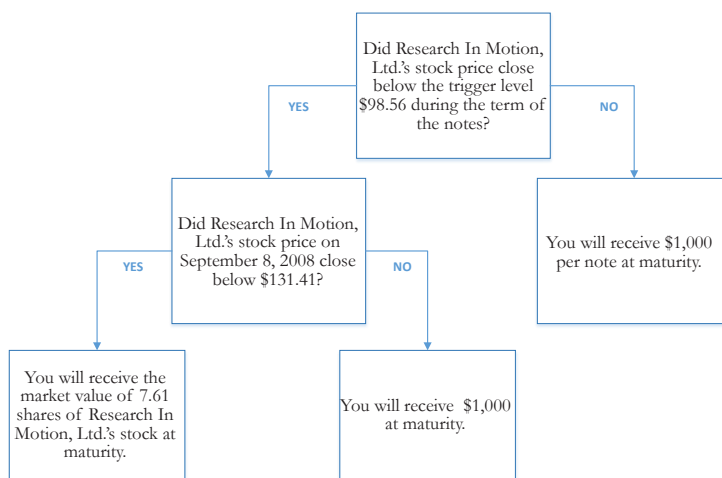 Did Research In Motion,
Ltd.'s stock price close
below the trigger level
$98.56 during the term of
the notes?
YES
NO
Did Research In Motion,
Ltd.'s stock price on
September 8, 2008 close
below $131.41?
You will receive $1,000
per note at maturity.
YES
NO
You will receive the
market value of 7.61
shares of Research In
Motion, Ltd.'s stock at
maturity.
You will receive $1,000
at maturity.